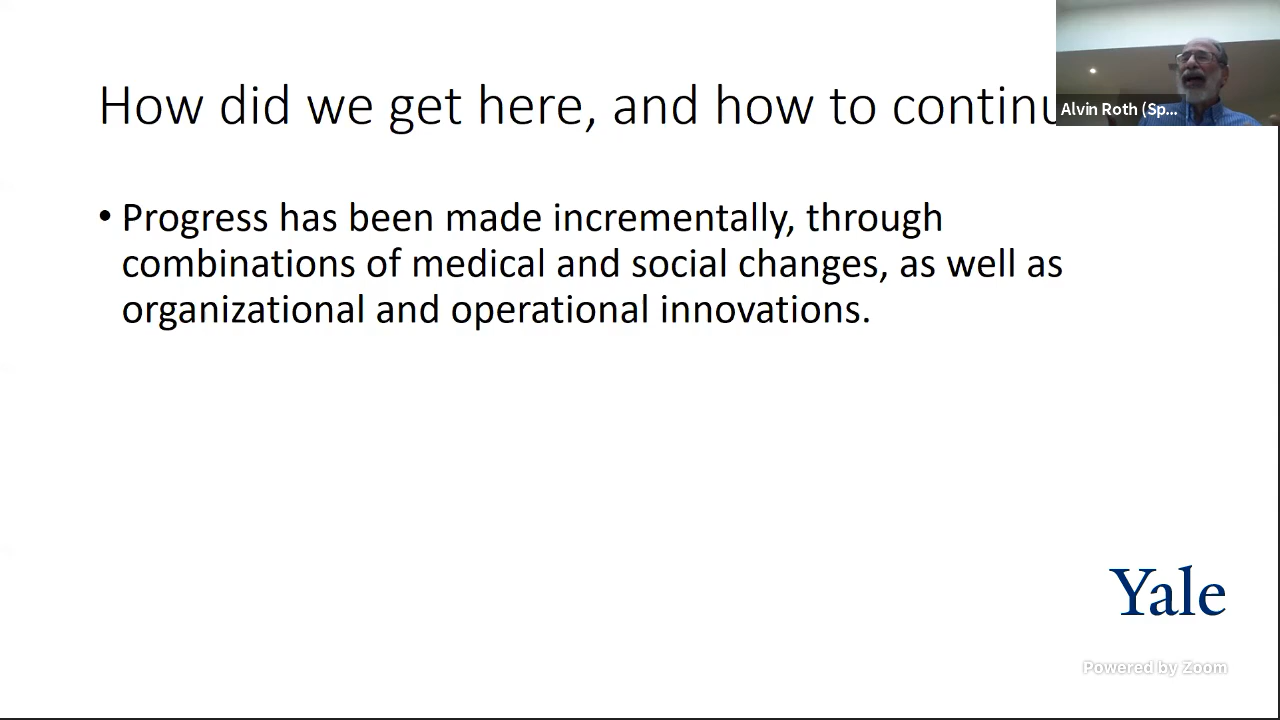 How did we get here, and how to continu
Alvin Roth (Sp...
• Progress has been made incrementally, through
combinations of medical and social changes, as well as
organizational and operational innovations.
Yale
Powered by Zoom